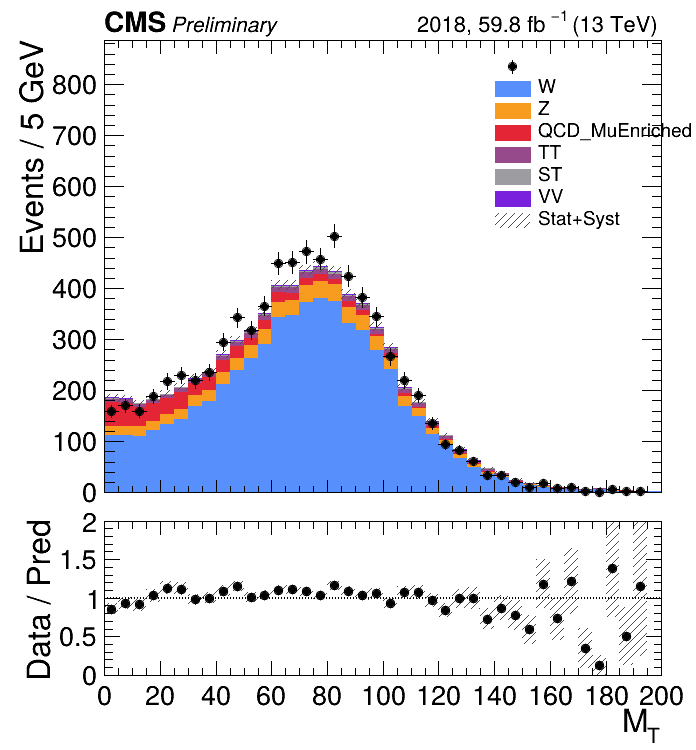 CMS Preliminary 2018, 59.8 fb⁻¹ (13 TeV)
Events / 5 GeV
800
700
600
500
400
300
200
100
0
W
Z
QCD_MuEnriched
TT
ST
VV
Stat+Syst
Data / Pred
2
1.5
1
0.5
0
0 20 40 60 80 100 120 140 160 180 200
M_T